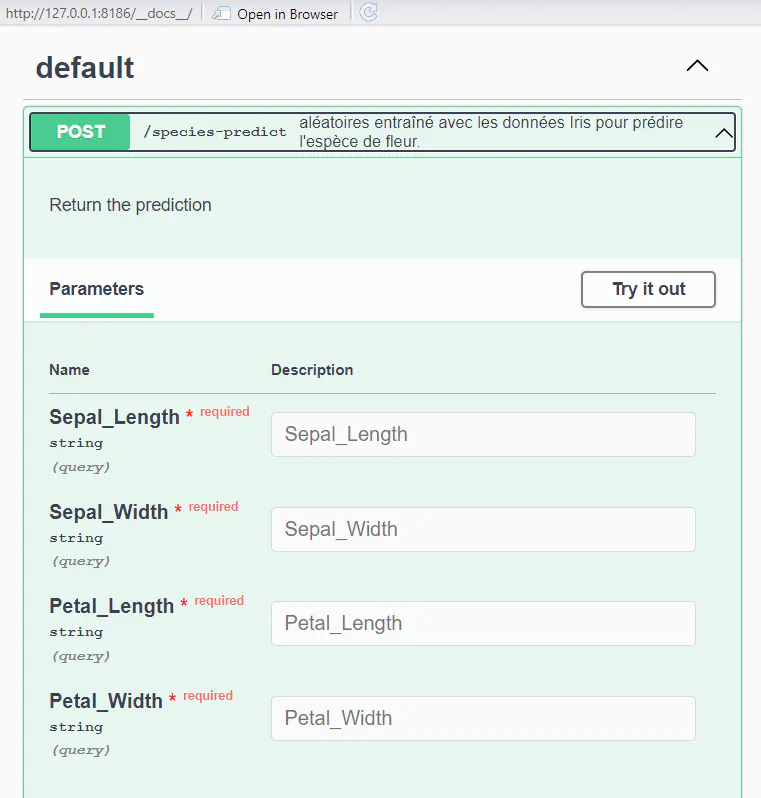 http://127.0.0.1:8186/__docs__/ Open in Browser
default
POST /species-predict aléatoires entraîné avec les données Iris pour prédire
l'espèce de fleur.
Return the prediction
Parameters Try it out
Name Description
Sepal_Length * required
Sepal_Length
string
(query)
Sepal_Width * required
Sepal_Width
string
(query)
Petal_Length * required
Petal_Length
string
(query)
Petal_Width * required
Petal_Width
string
(query)